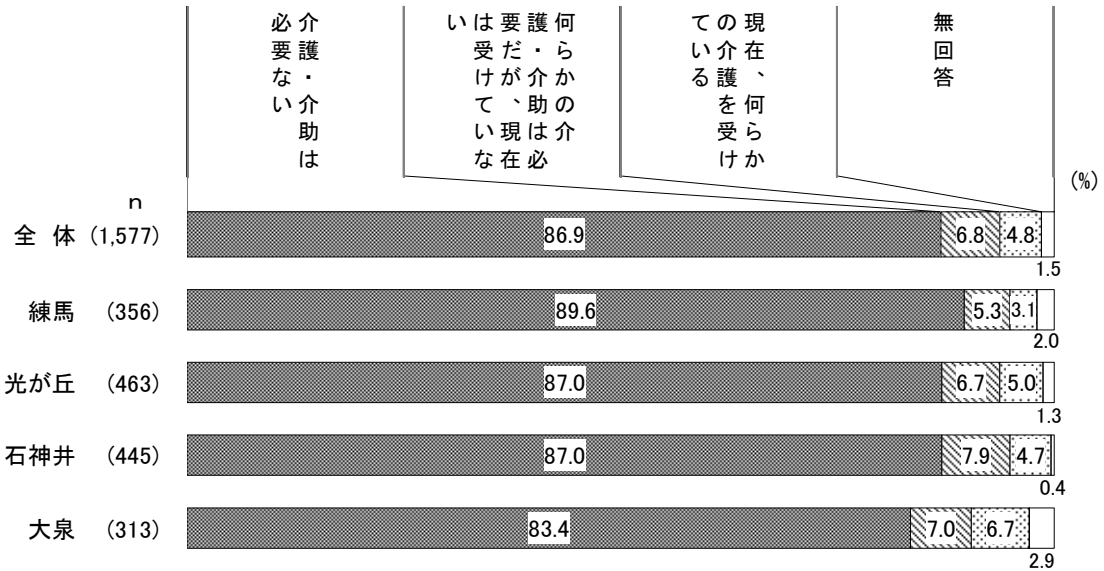 介護・介助は
必要ない
何らかの介
護・介助は必
要だが、現在
は受けていな
い
現在、何らか
の介護を受け
ている
無回答
(%)
n
全 体 (1,577) 86.9 6.8 4.8 1.5
練馬 (356) 89.6 5.3 3.1 2.0
光が丘 (463) 87.0 6.7 5.0 1.3
石神井 (445) 87.0 7.9 4.7 0.4
大泉 (313) 83.4 7.0 6.7 2.9